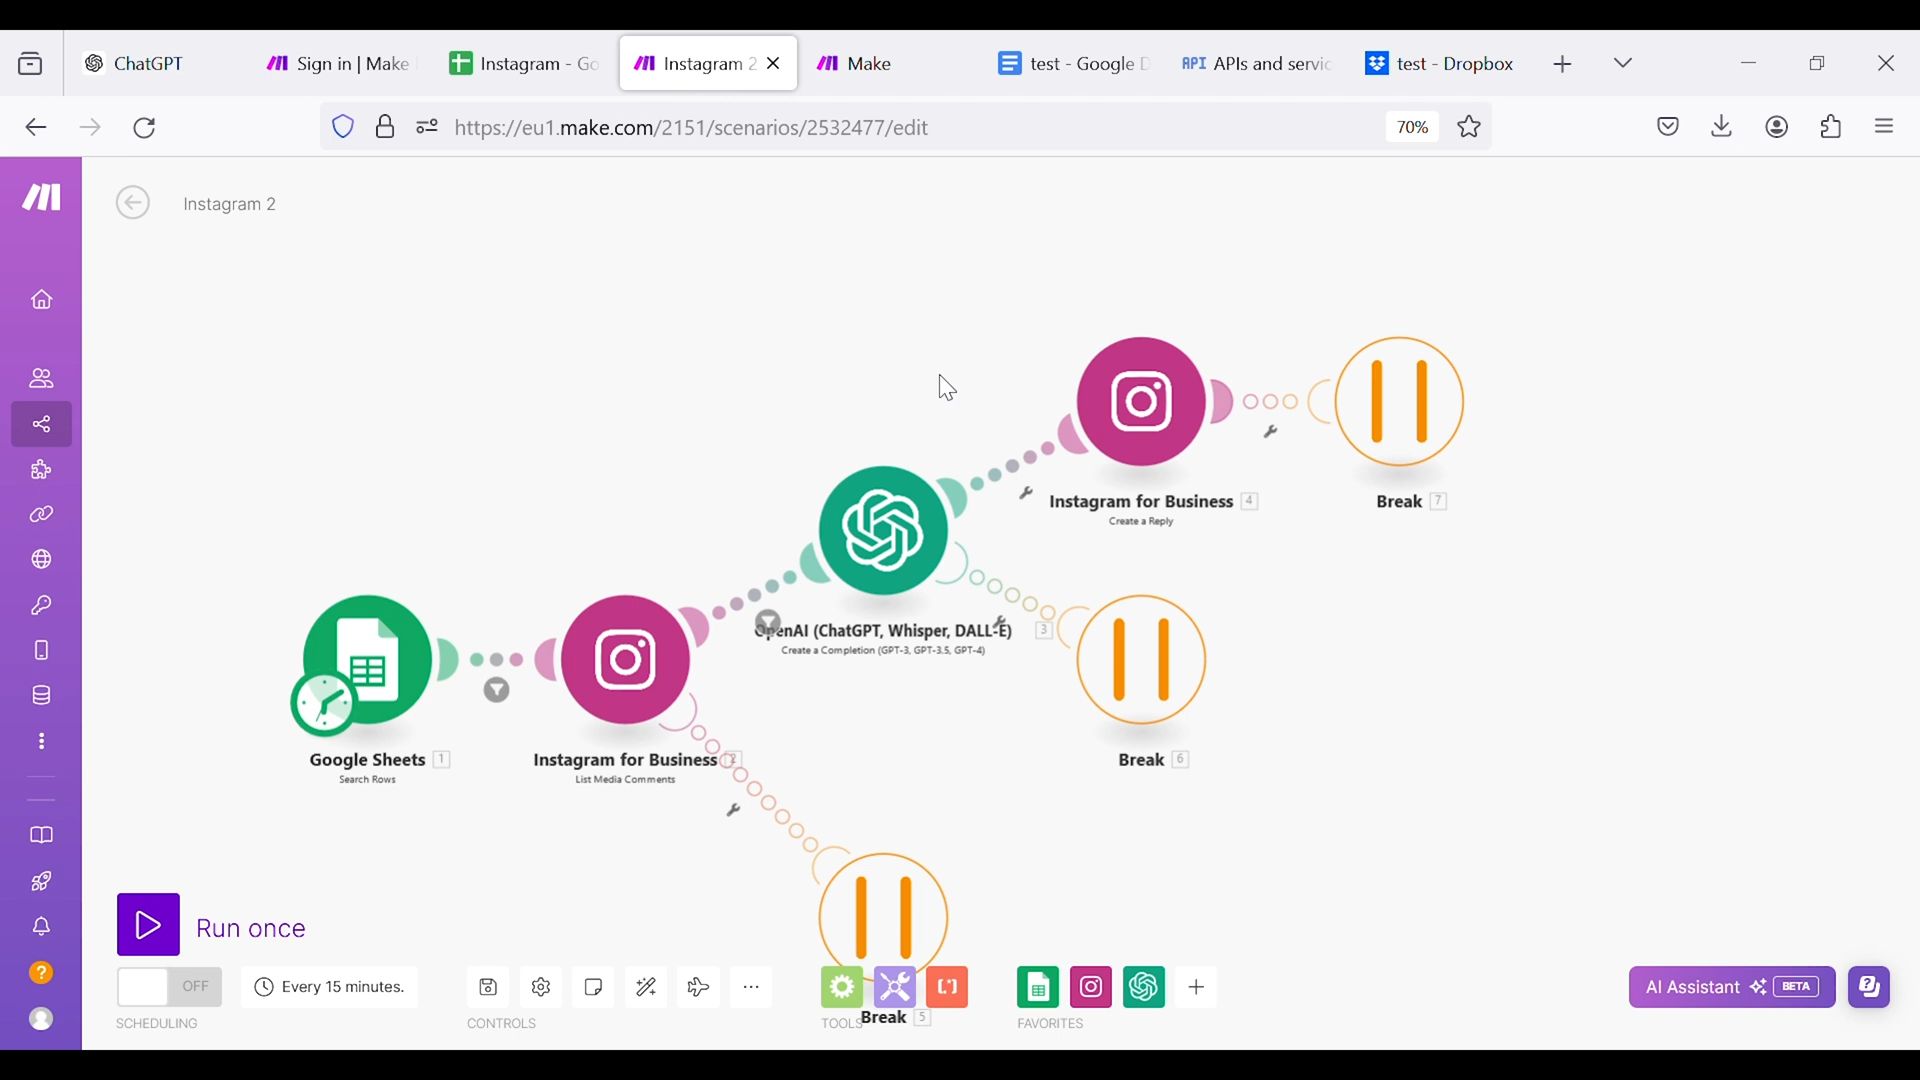 ChatGPT
Sign in | Make
Instagram - Go
Instagram 2
Make
test - Google D
API APIs and servic
test - Dropbox
https://eu1.make.com/2151/scenarios/2532477/edit
70%
Instagram 2
Instagram for Business 4
Create a Reply
Break 7
OpenAI (ChatGPT, Whisper, DALL-E) 3
Create a Completion (GPT-3, GPT-3.5, GPT-4)
Google Sheets 1
Search Rows
Instagram for Business 2
List Media Comments
Break 6
Run once
OFF
Every 15 minutes.
AI Assistant BETA
SCHEDULING
CONTROLS
TOOLS
Break 5
FAVORITES